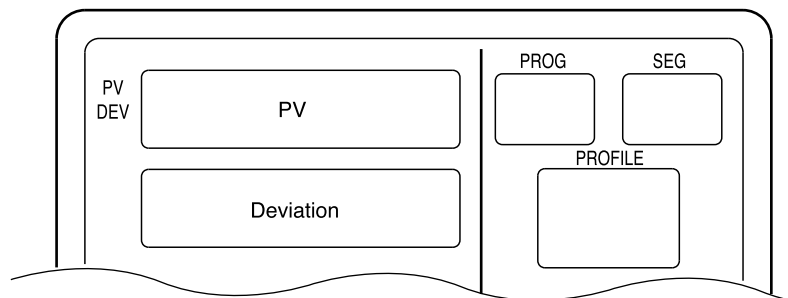 PROG SEG
PV
DEV
PV
PROFILE
Deviation